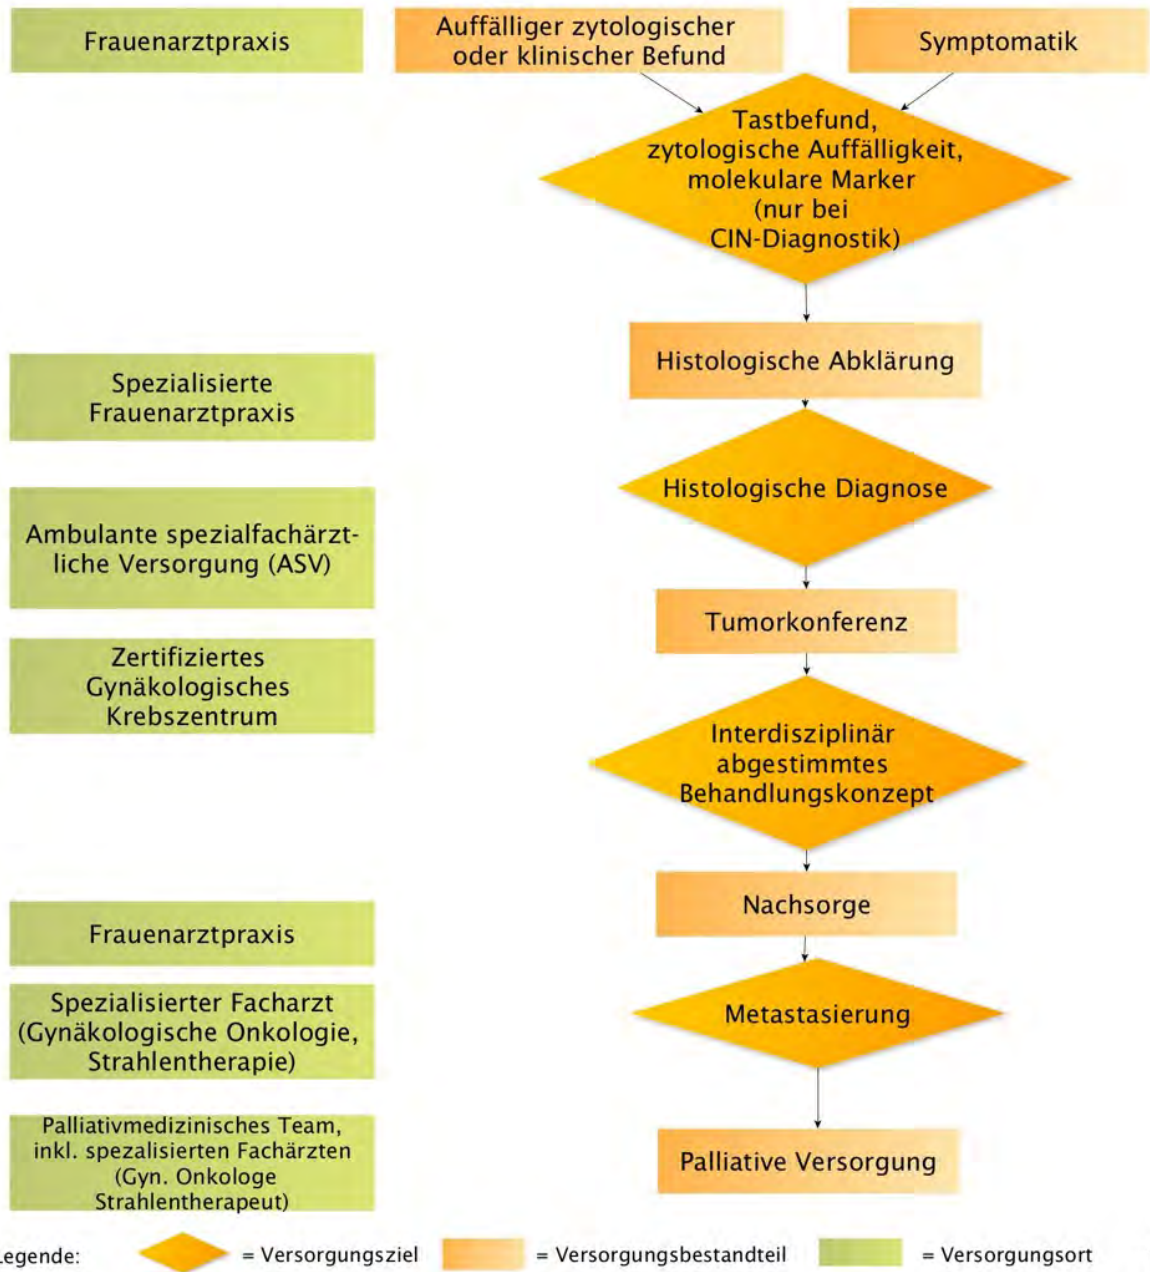 Frauenarztpraxis
Auffälliger zytologischer
oder klinischer Befund
Symptomatik
Tastbefund,
zytologische Auffälligkeit,
molekulare Marker
(nur bei
CIN-Diagnostik)
Histologische Abklärung
Spezialisierte
Frauenarztpraxis
Histologische Diagnose
Ambulante spezialfachärzt-
liche Versorgung (ASV)
Tumorkonferenz
Zertifiziertes
Gynäkologisches
Krebszentrum
Interdisziplinär
abgestimmtes
Behandlungskonzept
Nachsorge
Frauenarztpraxis
Spezialisierter Facharzt
(Gynäkologische Onkologie,
Strahlentherapie)
Metastasierung
Palliativmedizinisches Team,
inkl. spezalisierten Fachärzten
(Gyn. Onkologe
Strahlentherapeut)
Palliative Versorgung
Legende:
= Versorgungsziel
= Versorgungsbestandteil
= Versorgungsort